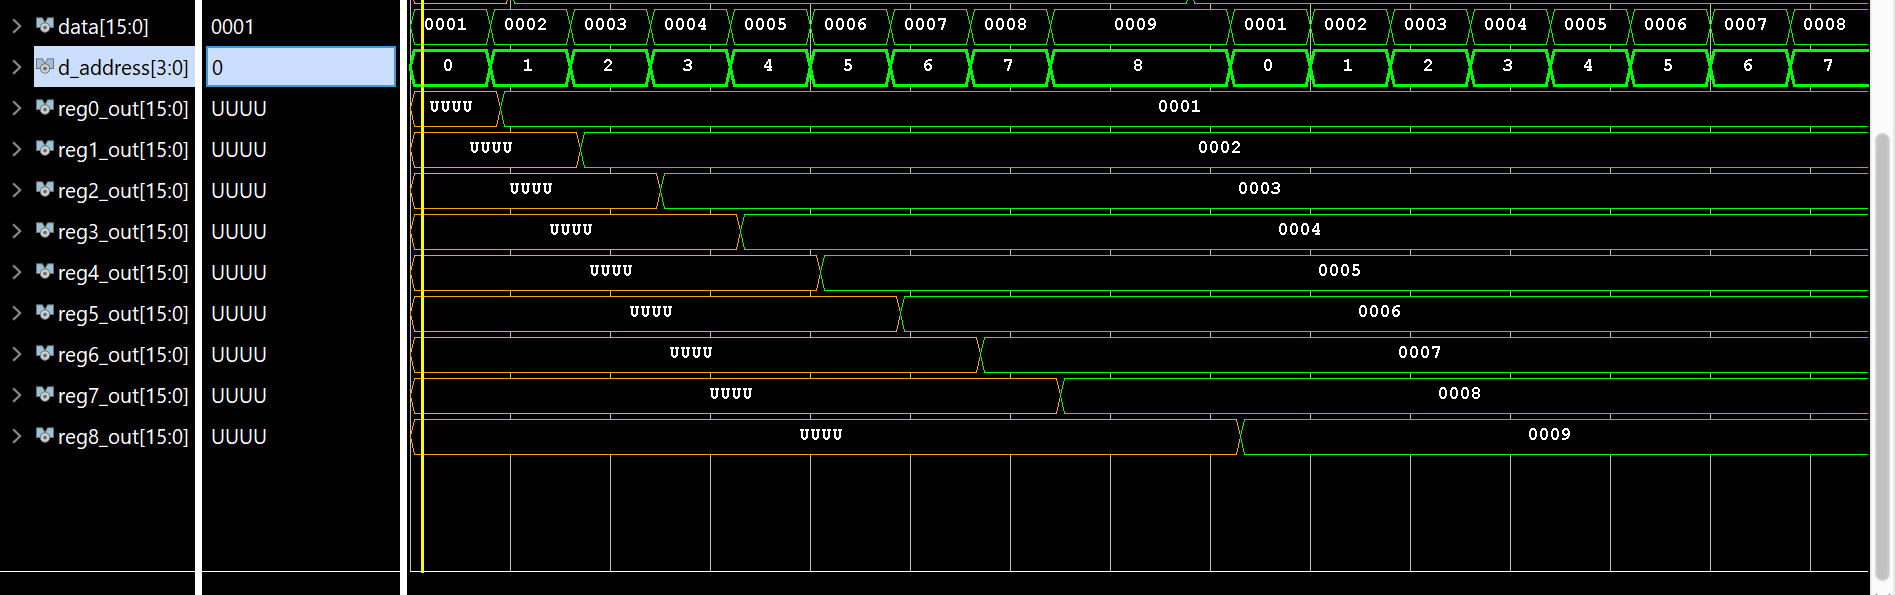 data[15:0] 0001 0001 0002 0003 0004 0005 0006 0007 0008 0009 0001 0002 0003 0004 0005 0006 0007 0008
d_address[3:0] 0 0 1 2 3 4 5 6 7 8 0 1 2 3 4 5 6 7
reg0_out[15:0] UUUU UUUU 0001
reg1_out[15:0] UUUU UUUU 0002
reg2_out[15:0] UUUU UUUU 0003
reg3_out[15:0] UUUU UUUU 0004
reg4_out[15:0] UUUU UUUU 0005
reg5_out[15:0] UUUU UUUU 0006
reg6_out[15:0] UUUU UUUU 0007
reg7_out[15:0] UUUU UUUU 0008
reg8_out[15:0] UUUU UUUU 0009